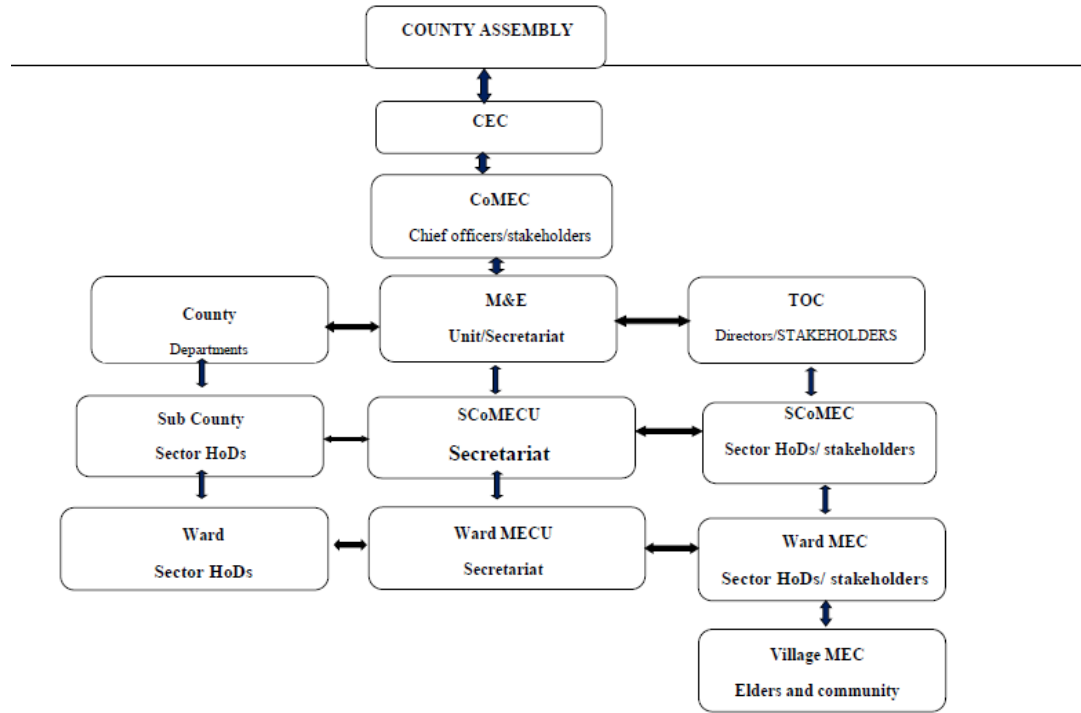 COUNTY ASSEMBLY
CEC
CoMEC
Chief officers/stakeholders
County
Departments
M&E
Unit/Secretariat
TOC
Directors/STAKEHOLDERS
Sub County
Sector HoDs
SCoMECU
Secretariat
SCoMEC
Sector HoDs/ stakeholders
Ward
Sector HoDs
Ward MECU
Secretariat
Ward MEC
Sector HoDs/ stakeholders
Village MEC
Elders and community